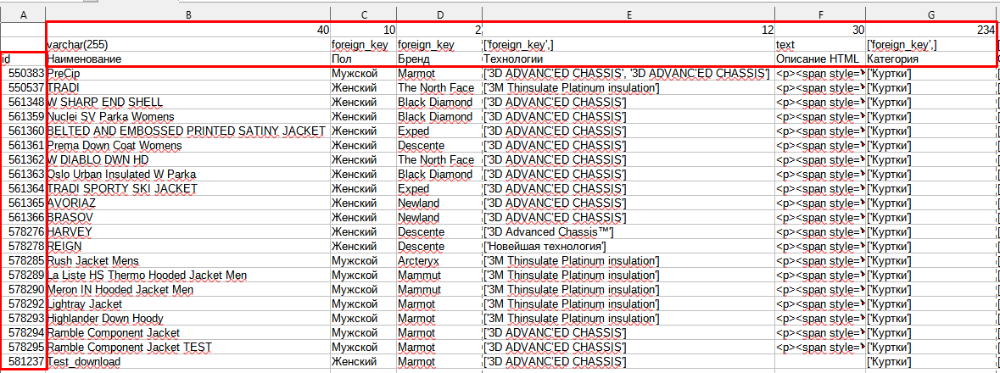 A B C D E F G
40 10 2 12 30 234
varchar(255) foreign_key foreign_key ['foreign_key',] text ['foreign_key',]
id Наименование Пол Бренд Технологии Описание HTML Категория
550383 PreCip Мужской Marmot ['3D ADVANC'ED CHASSIS', '3D ADVANC'ED CHASSIS'] <p><span style=' ['Куртки']
550537 TRADI Женский The North Face ['3M Thinsulate Platinum insulation'] <p><span style=' ['Куртки']
561348 W SHARP END SHELL Женский Black Diamond ['3D ADVANC'ED CHASSIS'] <p><span style=' ['Куртки']
561359 Nuclei SV Parka Womens Женский Black Diamond ['3D ADVANC'ED CHASSIS'] <p><span style=' ['Куртки']
561360 BELTED AND EMBOSSED PRINTED SATINY JACKET Женский Exped ['3D ADVANC'ED CHASSIS'] <p><span style=' ['Куртки']
561361 Prema Down Coat Womens Женский Descente ['3D ADVANC'ED CHASSIS'] <p><span style=' ['Куртки']
561362 W DIABLO DWN HD Женский The North Face ['3D ADVANC'ED CHASSIS'] <p><span style=' ['Куртки']
561363 Oslo Urban Insulated W Parka Женский Black Diamond ['3D ADVANC'ED CHASSIS'] <p><span style=' ['Куртки']
561364 TRADI SPORTY SKI JACKET Женский Exped ['3D ADVANC'ED CHASSIS'] <p><span style=' ['Куртки']
561365 AVORIAZ Женский Newland ['3D ADVANC'ED CHASSIS'] <p><span style=' ['Куртки']
561366 BRASOV Женский Newland ['3D ADVANC'ED CHASSIS'] <p><span style=' ['Куртки']
578276 HARVEY Женский Descente ['3D Advanced Chassis™'] <p><span style=' ['Куртки']
578278 REIGN Женский Descente ['Новейшая технология'] <p><span style=' ['Куртки']
578285 Rush Jacket Mens Мужской Arcteryx ['3M Thinsulate Platinum insulation'] <p><span style=' ['Куртки']
578289 La Liste HS Thermo Hooded Jacket Men Мужской Mammut ['3M Thinsulate Platinum insulation'] <p><span style=' ['Куртки']
578290 Meron IN Hooded Jacket Men Мужской Mammut ['3M Thinsulate Platinum insulation'] <p><span style=' ['Куртки']
578292 Lightray Jacket Мужской Marmot ['3M Thinsulate Platinum insulation'] <p><span style=' ['Куртки']
578293 Highlander Down Hoody Мужской Marmot ['3M Thinsulate Platinum insulation'] <p><span style=' ['Куртки']
578294 Ramble Component Jacket Мужской Marmot ['3D ADVANC'ED CHASSIS'] <p><span style=' ['Куртки']
578295 Ramble Component Jacket TEST Мужской Marmot ['3D ADVANC'ED CHASSIS'] <p><span style=' ['Куртки']
581237 Test_download Женский Marmot ['3D ADVANC'ED CHASSIS'] ['Куртки']